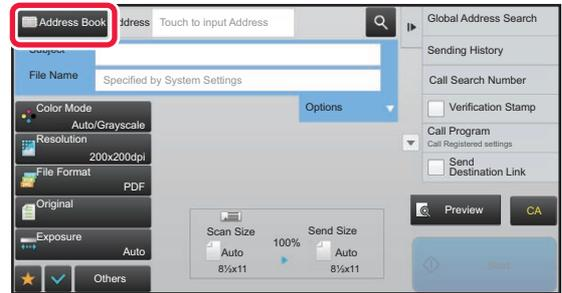 Address Book
ddress
Touch to input Address
Subject
File Name
Specified by System Settings
Options
Color Mode
Auto/Grayscale
Resolution
200x200dpi
File Format
PDF
Original
Exposure
Auto
Others
Scan Size
Auto
8½x11
100%
Send Size
Auto
8½x11
Global Address Search
Sending History
Call Search Number
Verification Stamp
Call Program
Call Registered settings
Send
Destination Link
Preview
CA
Start